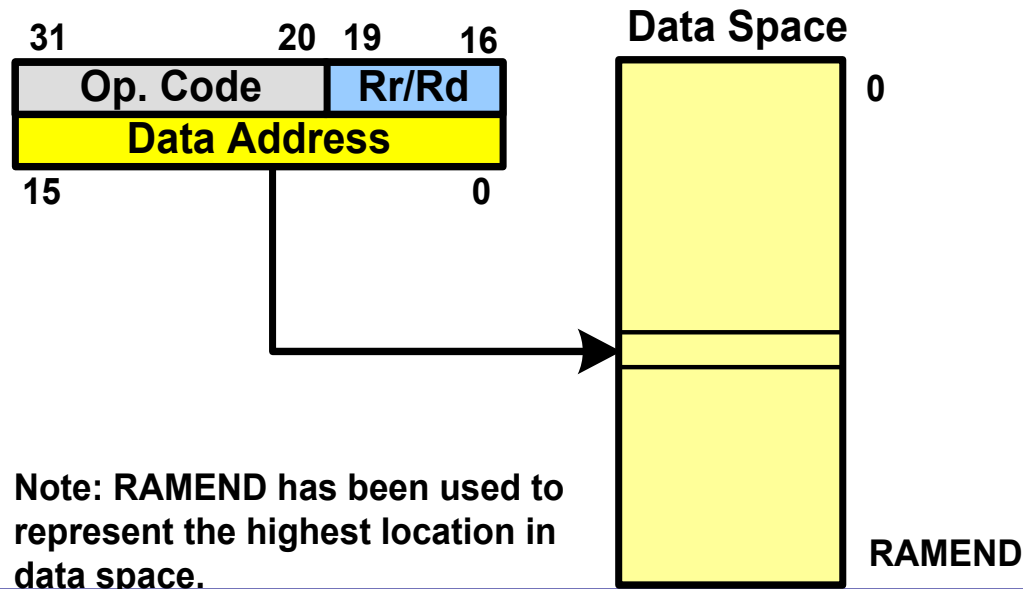 Data Space
31 20 19 16
Op. Code Rr/Rd
0
Data Address
15 0
Note: RAMEND has been used to
represent the highest location in
data space.
RAMEND